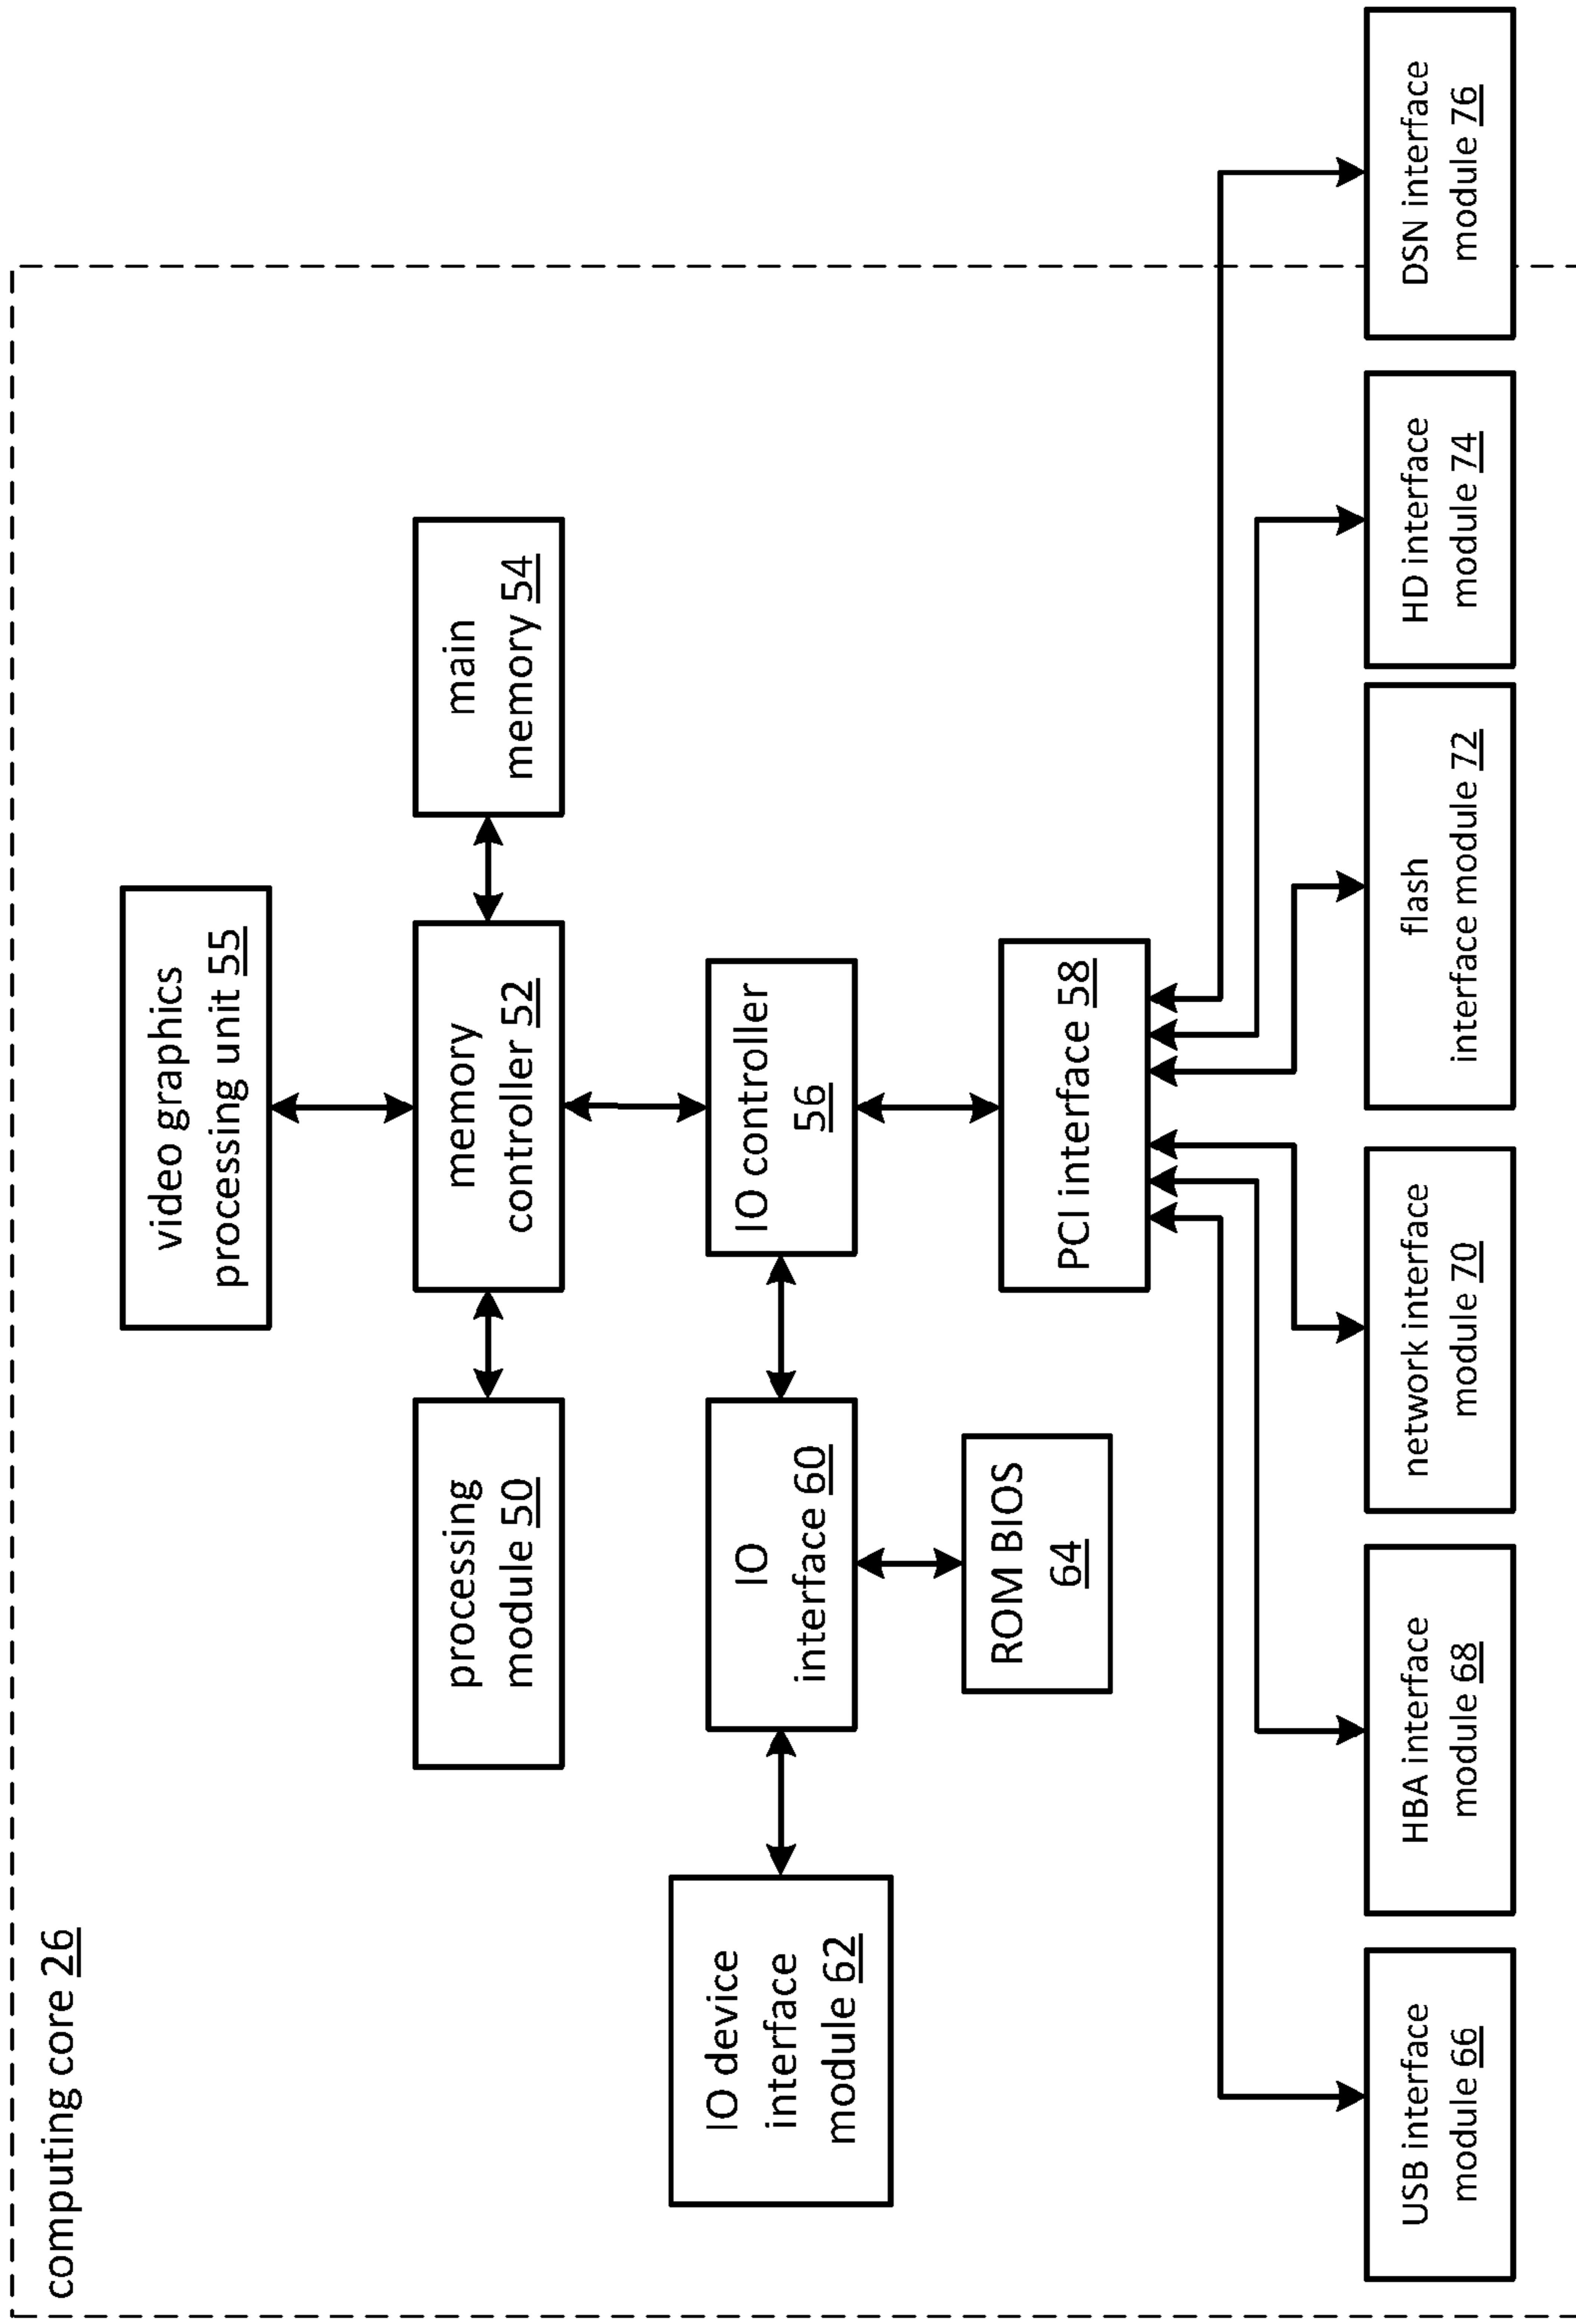 computing core 26
video graphics
processing unit 55
processing
module 50
memory
controller 52
main
memory 54
IO device
interface
module 62
IO
interface 60
IO controller
56
ROM BIOS
64
PCI interface 58
USB interface
module 66
HBA interface
module 68
network interface
module 70
flash
interface module 72
HD interface
module 74
DSN interface
module 76